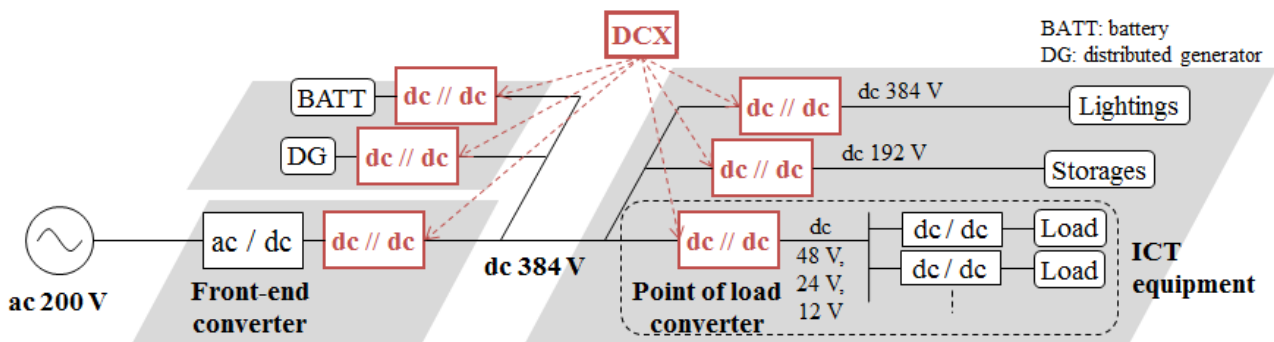 DCX
BATT: battery
DG: distributed generator
BATT
dc // dc
dc 384 V
Lightings
DG
dc // dc
dc // dc
dc 192 V
Storages
dc // dc
ac 200 V
ac / dc
dc // dc
Front-end
converter
dc 384 V
dc // dc
Point of load
converter
dc
48 V,
24 V,
12 V
dc / dc
Load
dc / dc
Load
ICT
equipment